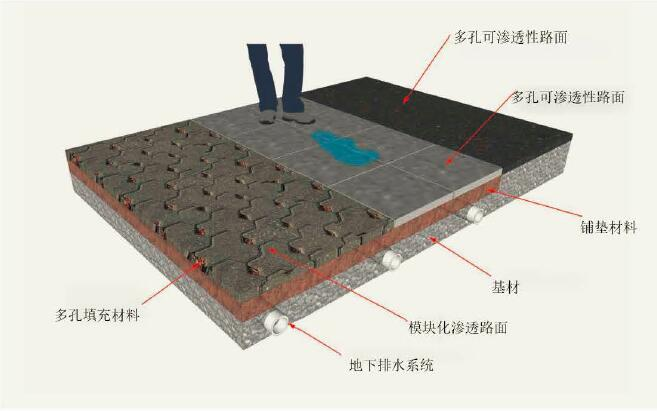 多孔可渗透性路面
多孔可渗透性路面
铺垫材料
基材
多孔填充材料
模块化渗透路面
地下排水系统